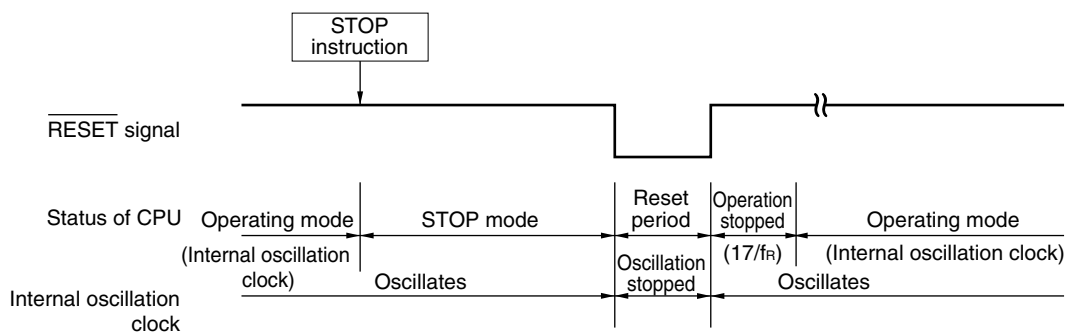 STOP
instruction
RESET signal
Status of CPU
Operating mode
(Internal oscillation
clock)
STOP mode
Reset
period
Operation
stopped
(17/fR)
Operating mode
(Internal oscillation clock)
Internal oscillation
clock
Oscillates
Oscillation
stopped
Oscillates